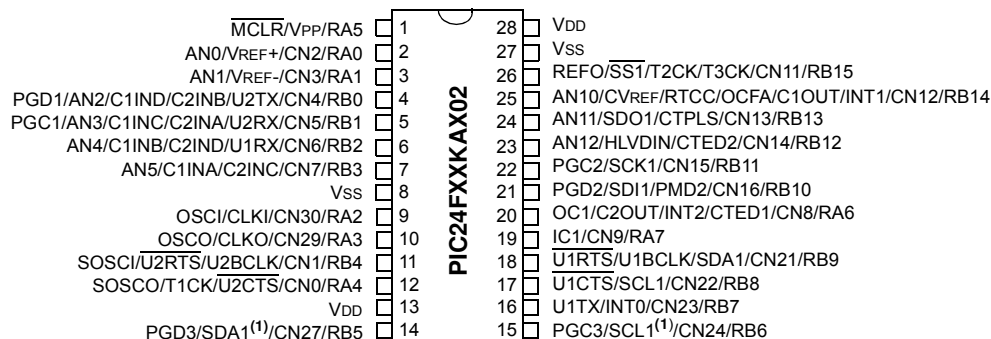 MCLR/VPP/RA5 1
AN0/VREF+/CN2/RA0 2
AN1/VREF-/CN3/RA1 3
PGD1/AN2/C1IND/C2INB/U2TX/CN4/RB0 4
PGC1/AN3/C1INC/C2INA/U2RX/CN5/RB1 5
AN4/C1INB/C2IND/U1RX/CN6/RB2 6
AN5/C1INA/C2INC/CN7/RB3 7
VSS 8
OSCI/CLKI/CN30/RA2 9
OSCO/CLKO/CN29/RA3 10
SOSCI/U2RTS/U2BCLK/CN1/RB4 11
SOSCO/T1CK/U2CTS/CN0/RA4 12
VDD 13
PGD3/SDA1(1)/CN27/RB5 14
PIC24FXXKAX02
28 VDD
27 VSS
26 REFO/SS1/T2CK/T3CK/CN11/RB15
25 AN10/CVREF/RTCC/OCFA/C1OUT/INT1/CN12/RB14
24 AN11/SDO1/CTPLS/CN13/RB13
23 AN12/HLVDIN/CTED2/CN14/RB12
22 PGC2/SCK1/CN15/RB11
21 PGD2/SDI1/PMD2/CN16/RB10
20 OC1/C2OUT/INT2/CTED1/CN8/RA6
19 IC1/CN9/RA7
18 U1RTS/U1BCLK/SDA1/CN21/RB9
17 U1CTS/SCL1/CN22/RB8
16 U1TX/INT0/CN23/RB7
15 PGC3/SCL1(1)/CN24/RB6